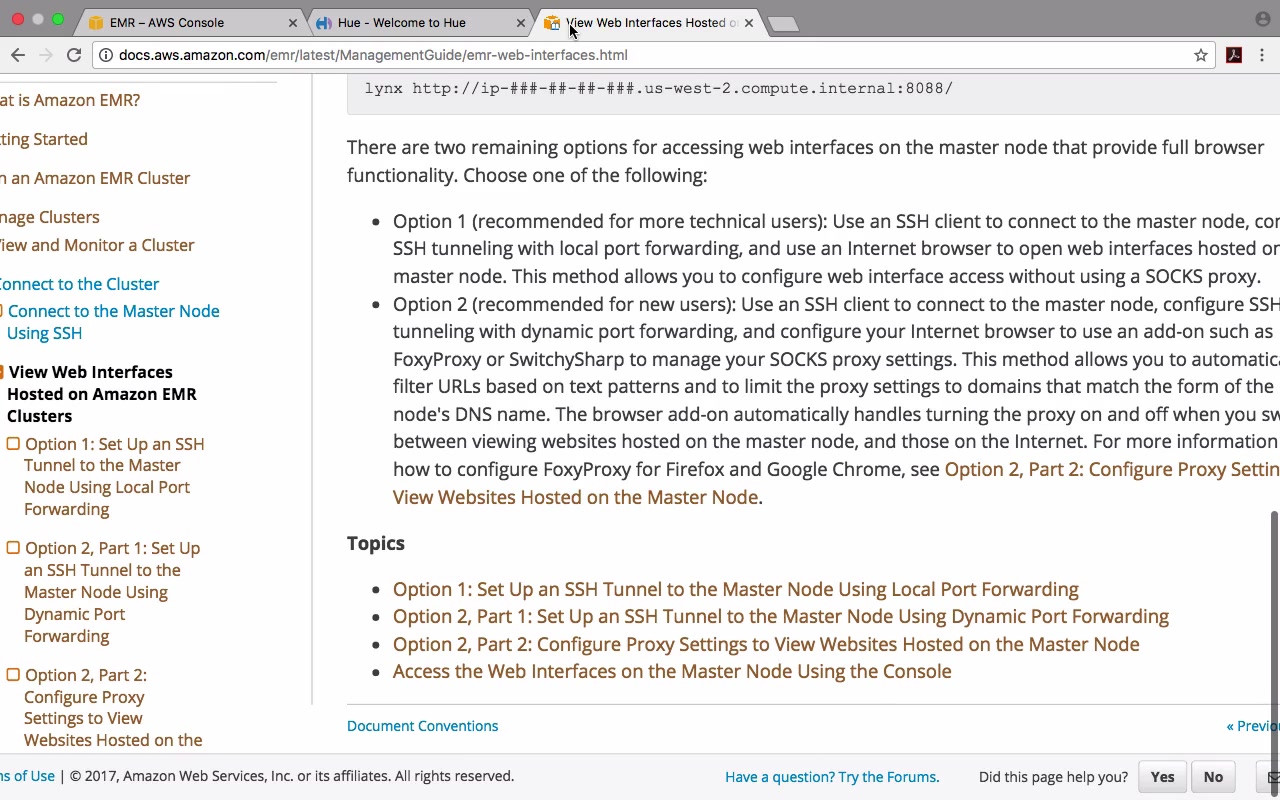 EMR – AWS Console
Hue - Welcome to Hue
View Web Interfaces Hosted o
docs.aws.amazon.com/emr/latest/ManagementGuide/emr-web-interfaces.html
at is Amazon EMR?
ting Started
n an Amazon EMR Cluster
nage Clusters
View and Monitor a Cluster
Connect to the Cluster
Connect to the Master Node
Using SSH
View Web Interfaces
Hosted on Amazon EMR
Clusters
Option 1: Set Up an SSH
Tunnel to the Master
Node Using Local Port
Forwarding
Option 2, Part 1: Set Up
an SSH Tunnel to the
Master Node Using
Dynamic Port
Forwarding
Option 2, Part 2:
Configure Proxy
Settings to View
Websites Hosted on the
lynx http://ip-###-##-##-###.us-west-2.compute.internal:8088/
There are two remaining options for accessing web interfaces on the master node that provide full browser
functionality. Choose one of the following:
• Option 1 (recommended for more technical users): Use an SSH client to connect to the master node, con
SSH tunneling with local port forwarding, and use an Internet browser to open web interfaces hosted on
master node. This method allows you to configure web interface access without using a SOCKS proxy.
• Option 2 (recommended for new users): Use an SSH client to connect to the master node, configure SSH
tunneling with dynamic port forwarding, and configure your Internet browser to use an add-on such as
FoxyProxy or SwitchySharp to manage your SOCKS proxy settings. This method allows you to automatica
filter URLs based on text patterns and to limit the proxy settings to domains that match the form of the
node's DNS name. The browser add-on automatically handles turning the proxy on and off when you sw
between viewing websites hosted on the master node, and those on the Internet. For more information
how to configure FoxyProxy for Firefox and Google Chrome, see Option 2, Part 2: Configure Proxy Settin
View Websites Hosted on the Master Node.
Topics
• Option 1: Set Up an SSH Tunnel to the Master Node Using Local Port Forwarding
• Option 2, Part 1: Set Up an SSH Tunnel to the Master Node Using Dynamic Port Forwarding
• Option 2, Part 2: Configure Proxy Settings to View Websites Hosted on the Master Node
• Access the Web Interfaces on the Master Node Using the Console
Document Conventions
« Previo
ns of Use | © 2017, Amazon Web Services, Inc. or its affiliates. All rights reserved.
Have a question? Try the Forums.
Did this page help you?
Yes
No